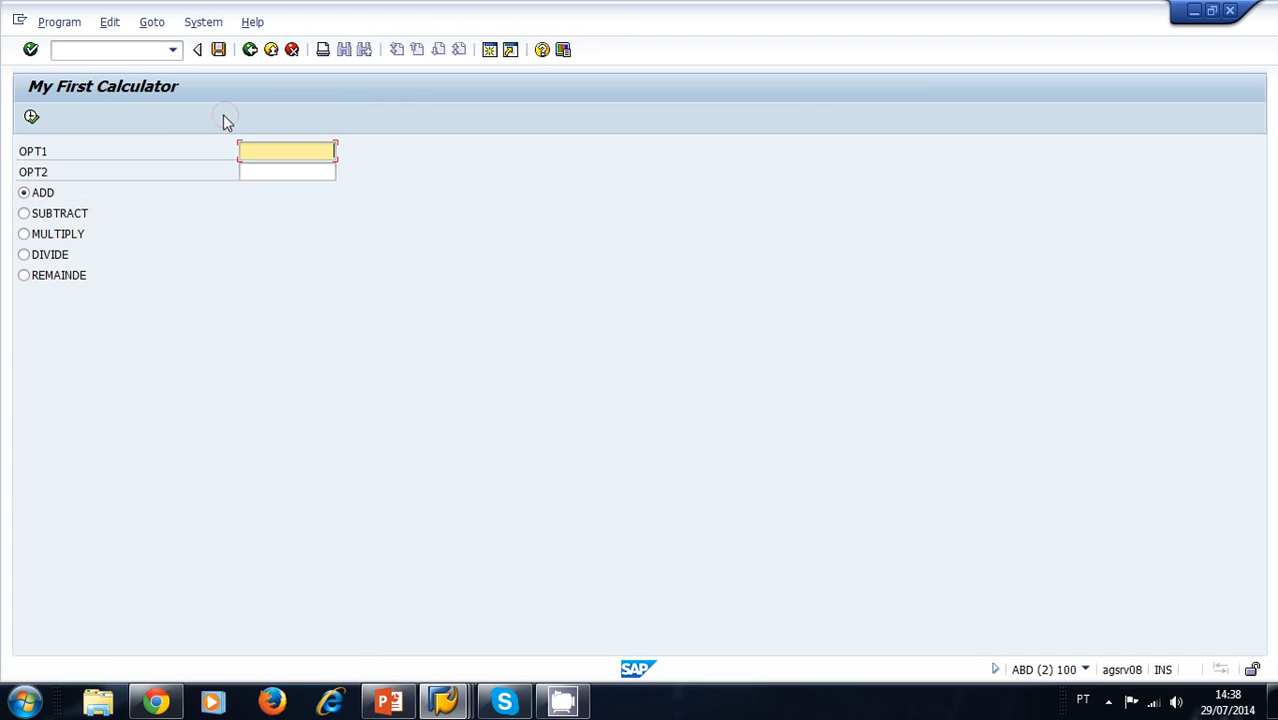 Program Edit Goto System Help
My First Calculator
OPT1
OPT2
ADD
SUBTRACT
MULTIPLY
DIVIDE
REMAINDE
SAP ABD (2) 100 agsrv08 INS
PT 14:38
29/07/2014